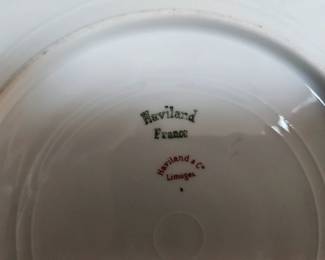 Haviland
France
Haviland & Co
Limoges